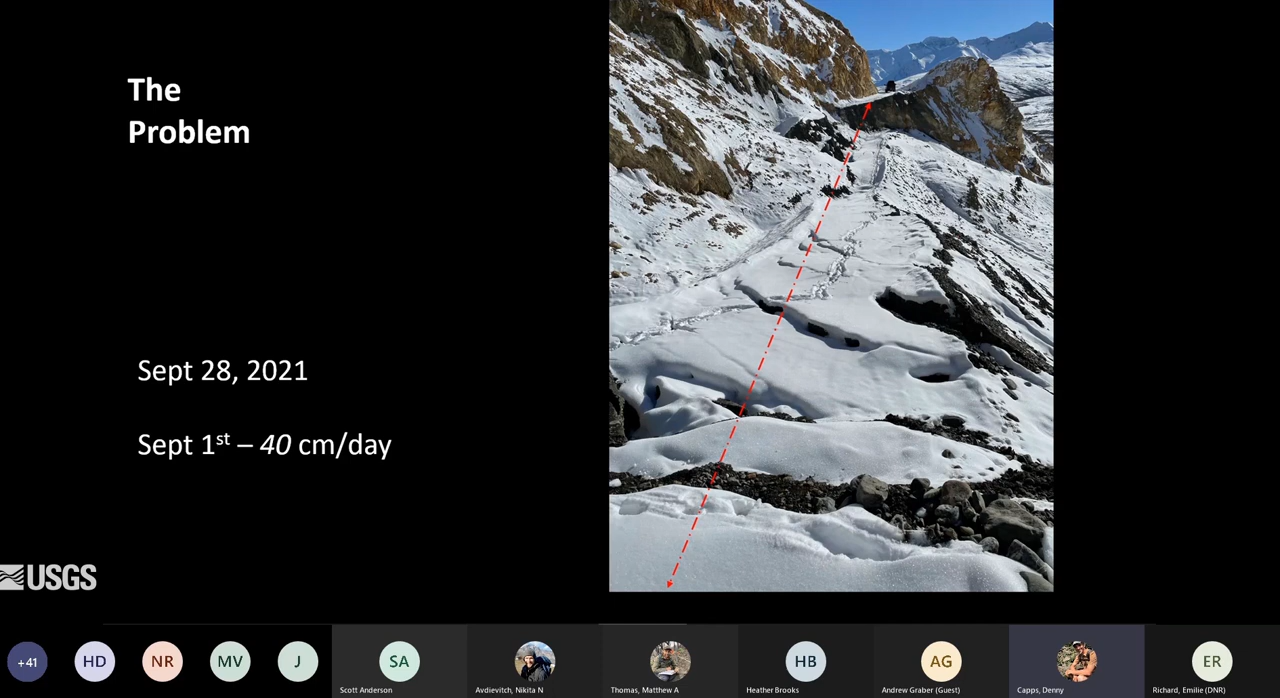 The
Problem
Sept 28, 2021
Sept 1st – 40 cm/day
USGS
+41
HD
NR
MV
J
SA
HB
AG
ER
Scott Anderson
Avdievitch, Nikita N
Thomas, Matthew A
Heather Brooks
Andrew Graber (Guest)
Capps, Denny
Richard, Emilie (DNR)